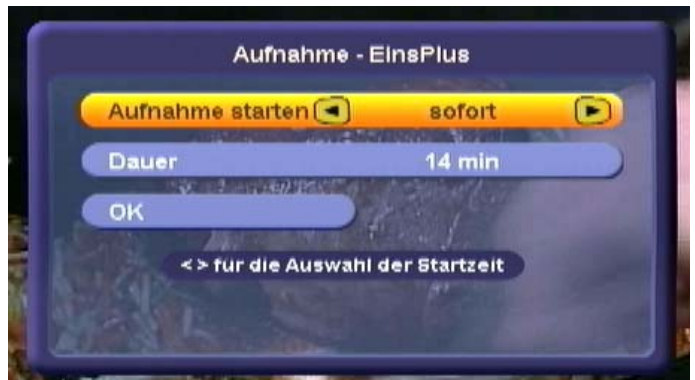 Aufnahme - EinsPlus
Aufnahme starten ◄ sofort ►
Dauer 14 min
OK
<> für die Auswahl der Startzeit